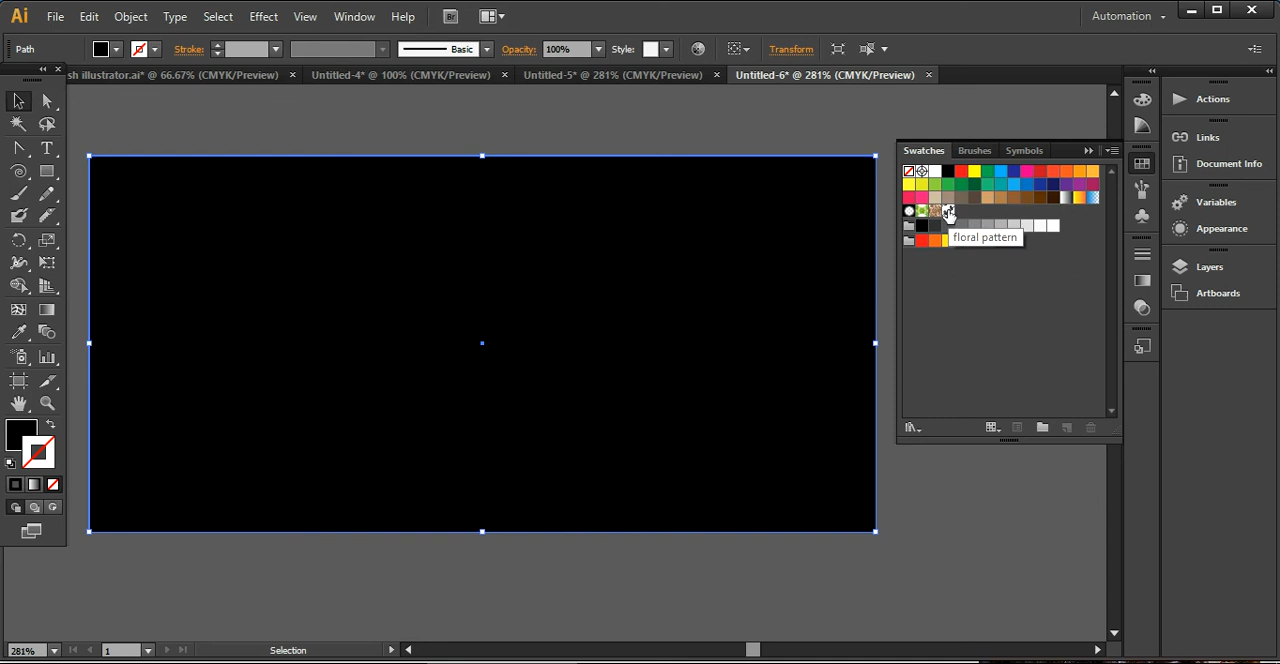 Ai File Edit Object Type Select Effect View Window Help Br Automation
Path Stroke: Basic Opacity: 100% Style: Transform
sh illustrator.ai* @ 66.67% (CMYK/Preview) Untitled-4* @ 100% (CMYK/Preview) Untitled-5* @ 281% (CMYK/Preview) Untitled-6* @ 281% (CMYK/Preview)
Actions
Links
Swatches Brushes Symbols
Document Info
Variables
Appearance
floral pattern
Layers
Artboards
T
281% 1 Selection